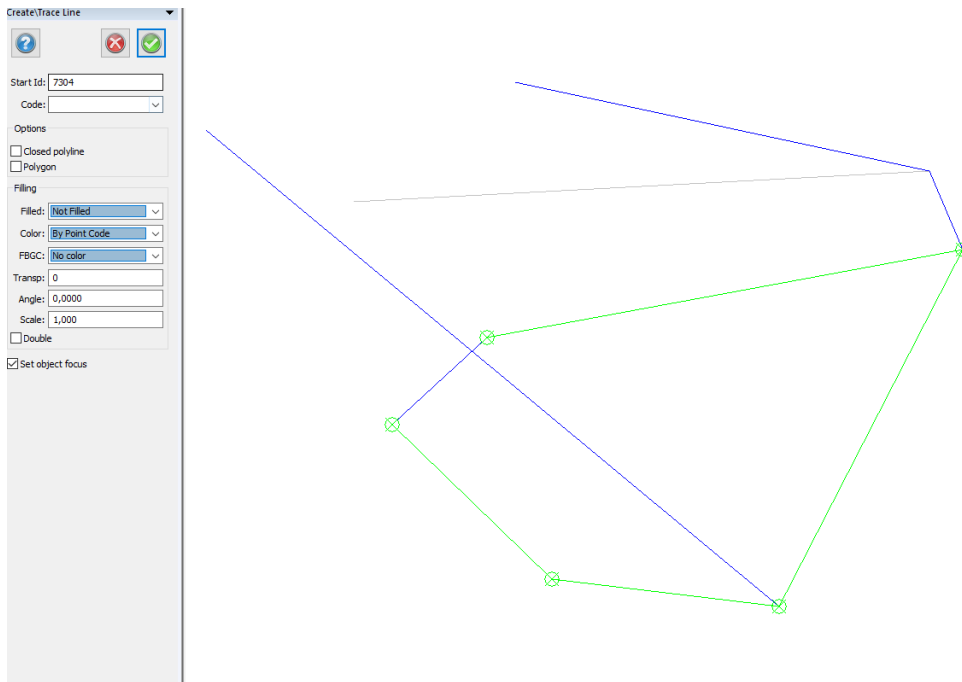 Create\Trace Line
?
Start Id: 7304
Code:
Options
Closed polyline
Polygon
Filling
Filled: Not Filled
Color: By Point Code
FBGC: No color
Transp: 0
Angle: 0,0000
Scale: 1,000
Double
Set object focus